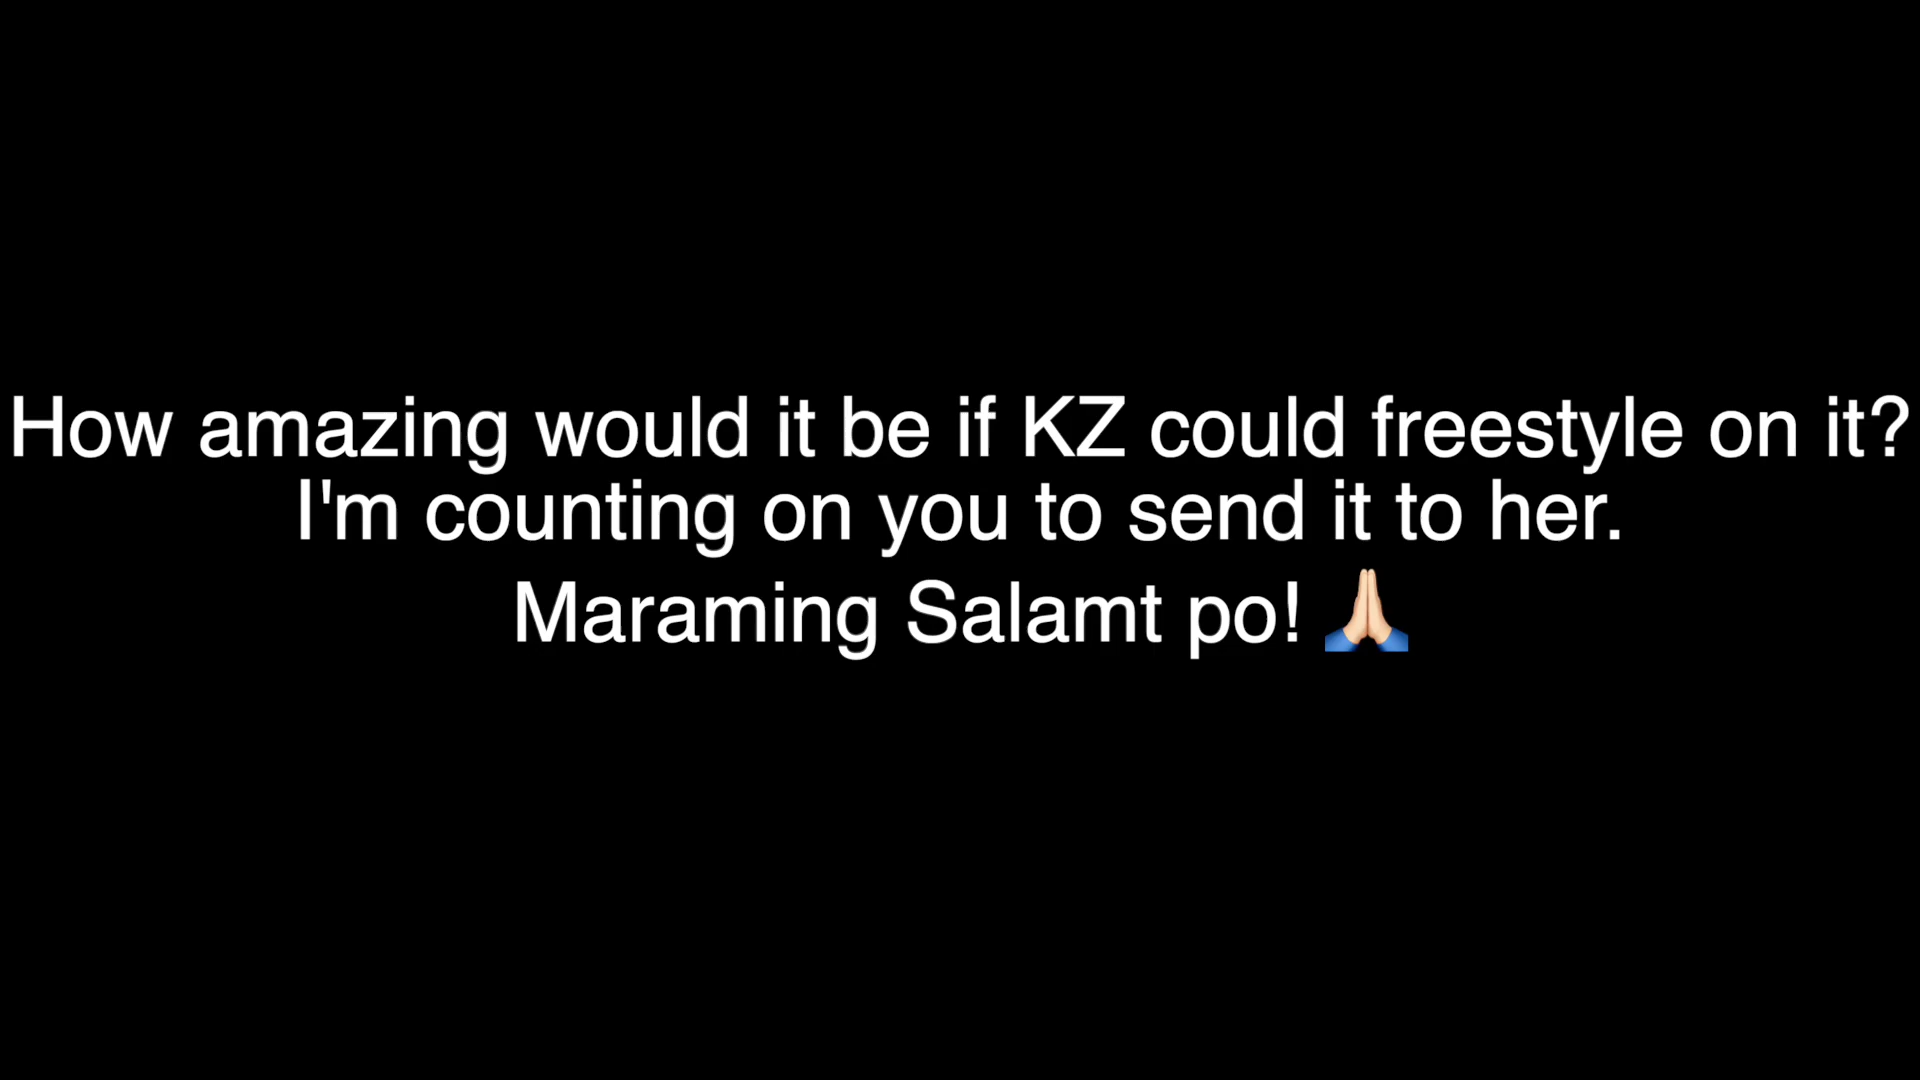 How amazing would it be if KZ could freestyle on it?
I'm counting on you to send it to her.
Maraming Salamt po! 🙏🏻